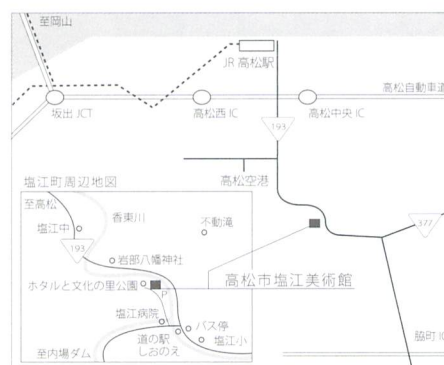 至岡山
JR 高松駅
高松自動車道
坂出 JCT
高松西 IC
高松中央 IC
193
高松空港
377
塩江町周辺地図
至高松
香東川
塩江中
不動滝
193
岩部八幡神社
ホタルと文化の里公園
P
高松市塩江美術館
塩江病院
バス停
道の駅
しおのえ
塩江小
至内場ダム
脇町 IC